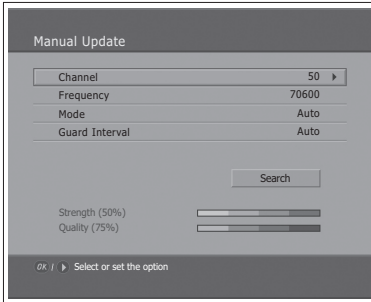 Manual Update
Channel 50
Frequency 70600
Mode Auto
Guard Interval Auto
Search
Strength (50%)
Quality (75%)
OK / Select or set the option